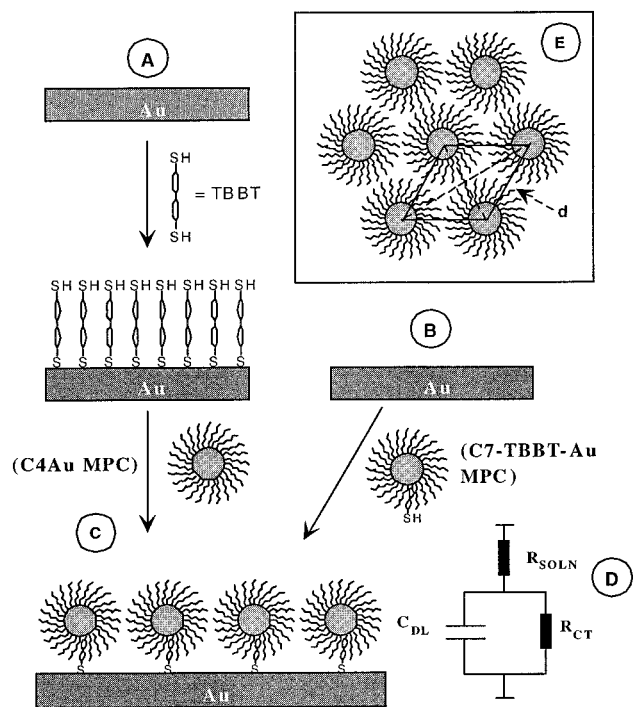 A
Au
SH
= TBBT
SH
E
d
SH SH SH SH SH SH SH SH
S S S S S S S S
Au
B
Au
(C4Au MPC)
(C7-TBBT-Au
MPC)
SH
C
S S S S
Au
D
R_SOLN
C_DL
R_CT